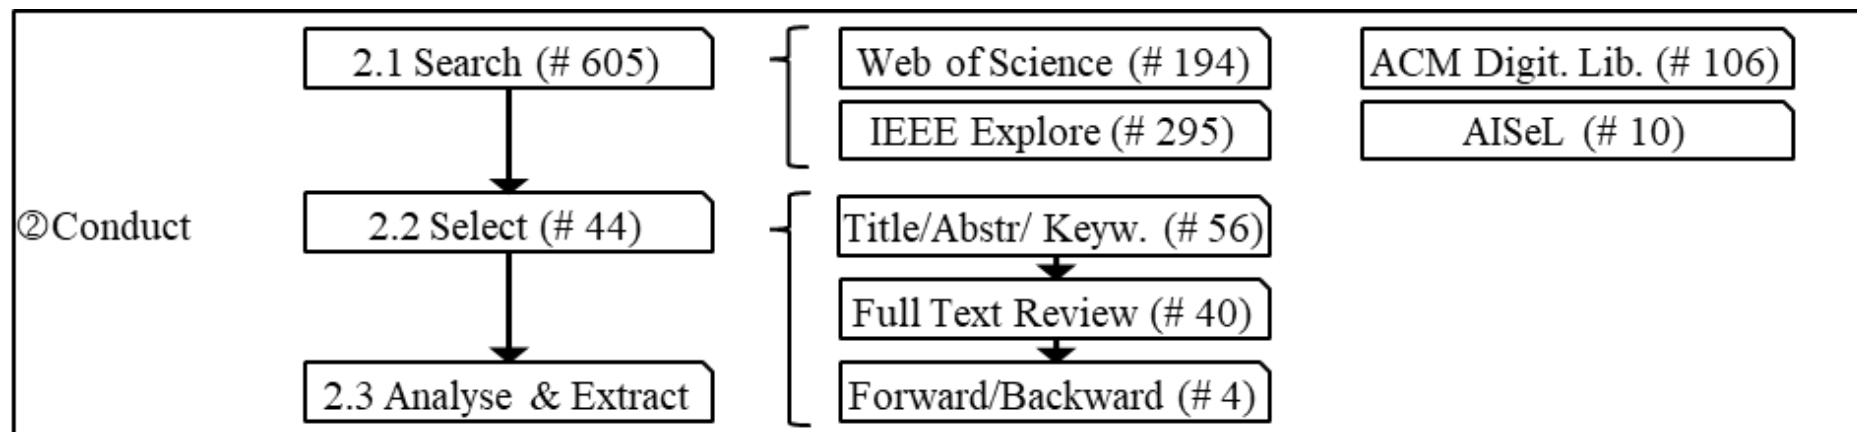 2.1 Search (# 605)
Web of Science (# 194)
ACM Digit. Lib. (# 106)
IEEE Explore (# 295)
AISeL (# 10)
②Conduct
2.2 Select (# 44)
Title/Abstr/ Keyw. (# 56)
Full Text Review (# 40)
2.3 Analyse & Extract
Forward/Backward (# 4)